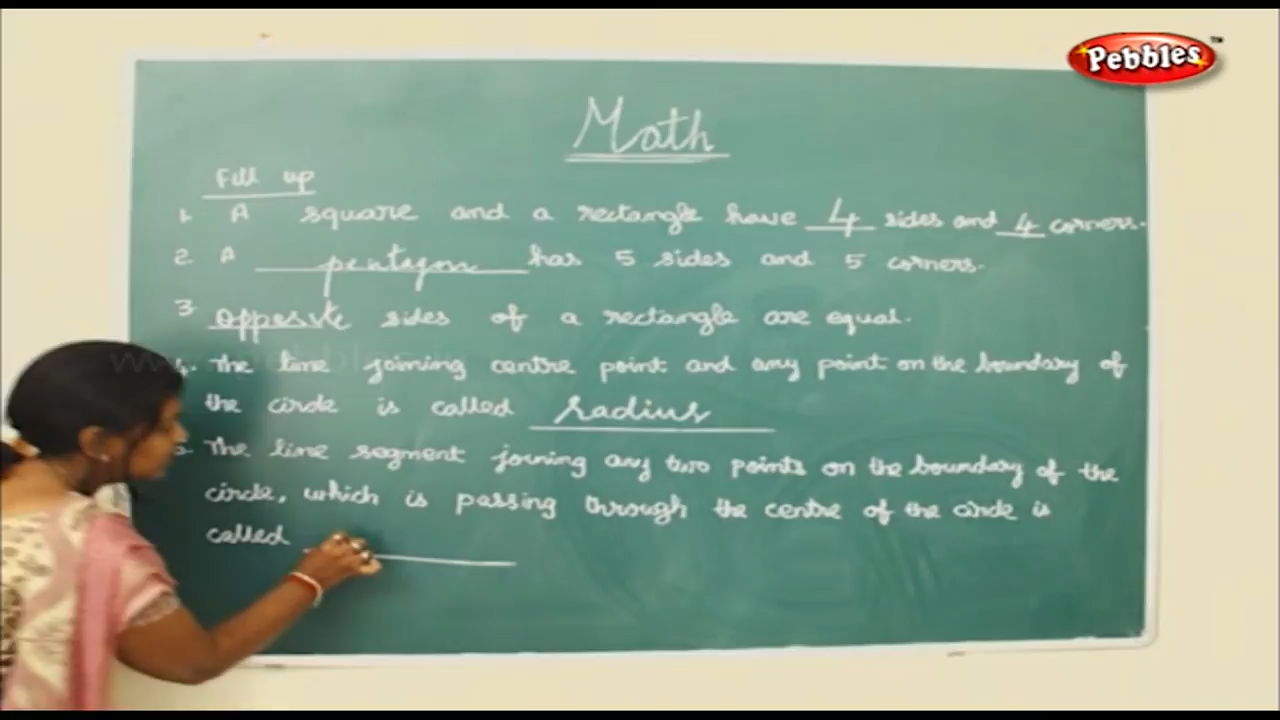 Pebbles™
Math
Fill up
1. A square and a rectangle have 4 sides and 4 corners.
2. A pentagon has 5 sides and 5 corners.
3. opposite sides of a rectangle are equal.
4. The line joining centre point and any point on the boundary of
the circle is called radius
The line segment joining any two points on the boundary of the
circle, which is passing through the centre of the circle is
called